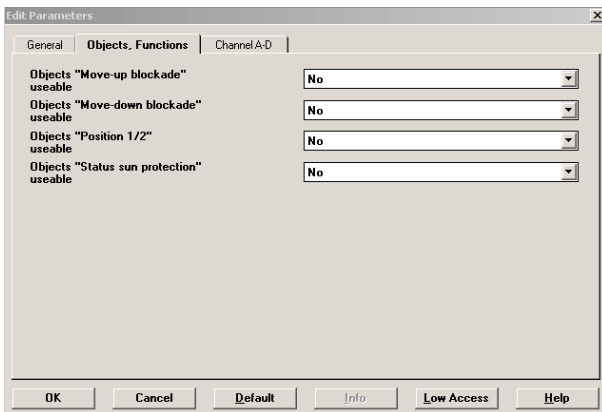 Edit Parameters
General Objects, Functions Channel A-D
Objects "Move-up blockade" No
useable
Objects "Move-down blockade" No
useable
Objects "Position 1/2" No
useable
Objects "Status sun protection" No
useable
OK Cancel Default Info Low Access Help